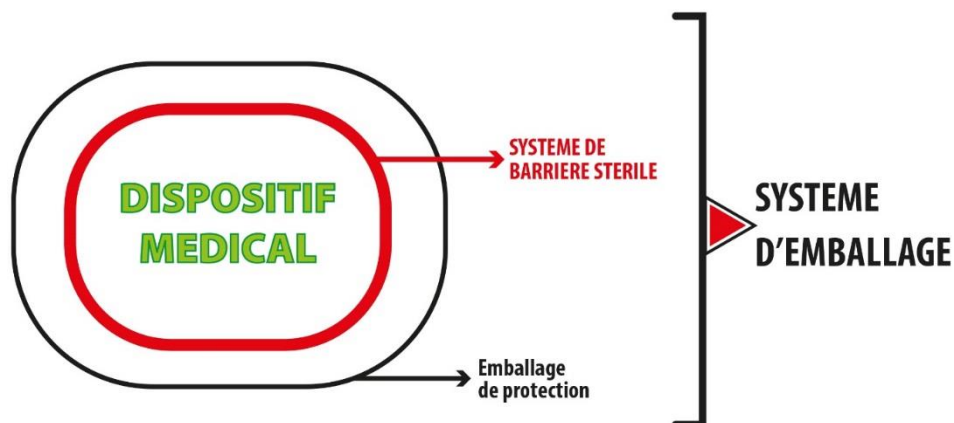 DISPOSITIF
MEDICAL
SYSTEME DE
BARRIERE STERILE
Emballage
de protection
SYSTEME
D'EMBALLAGE